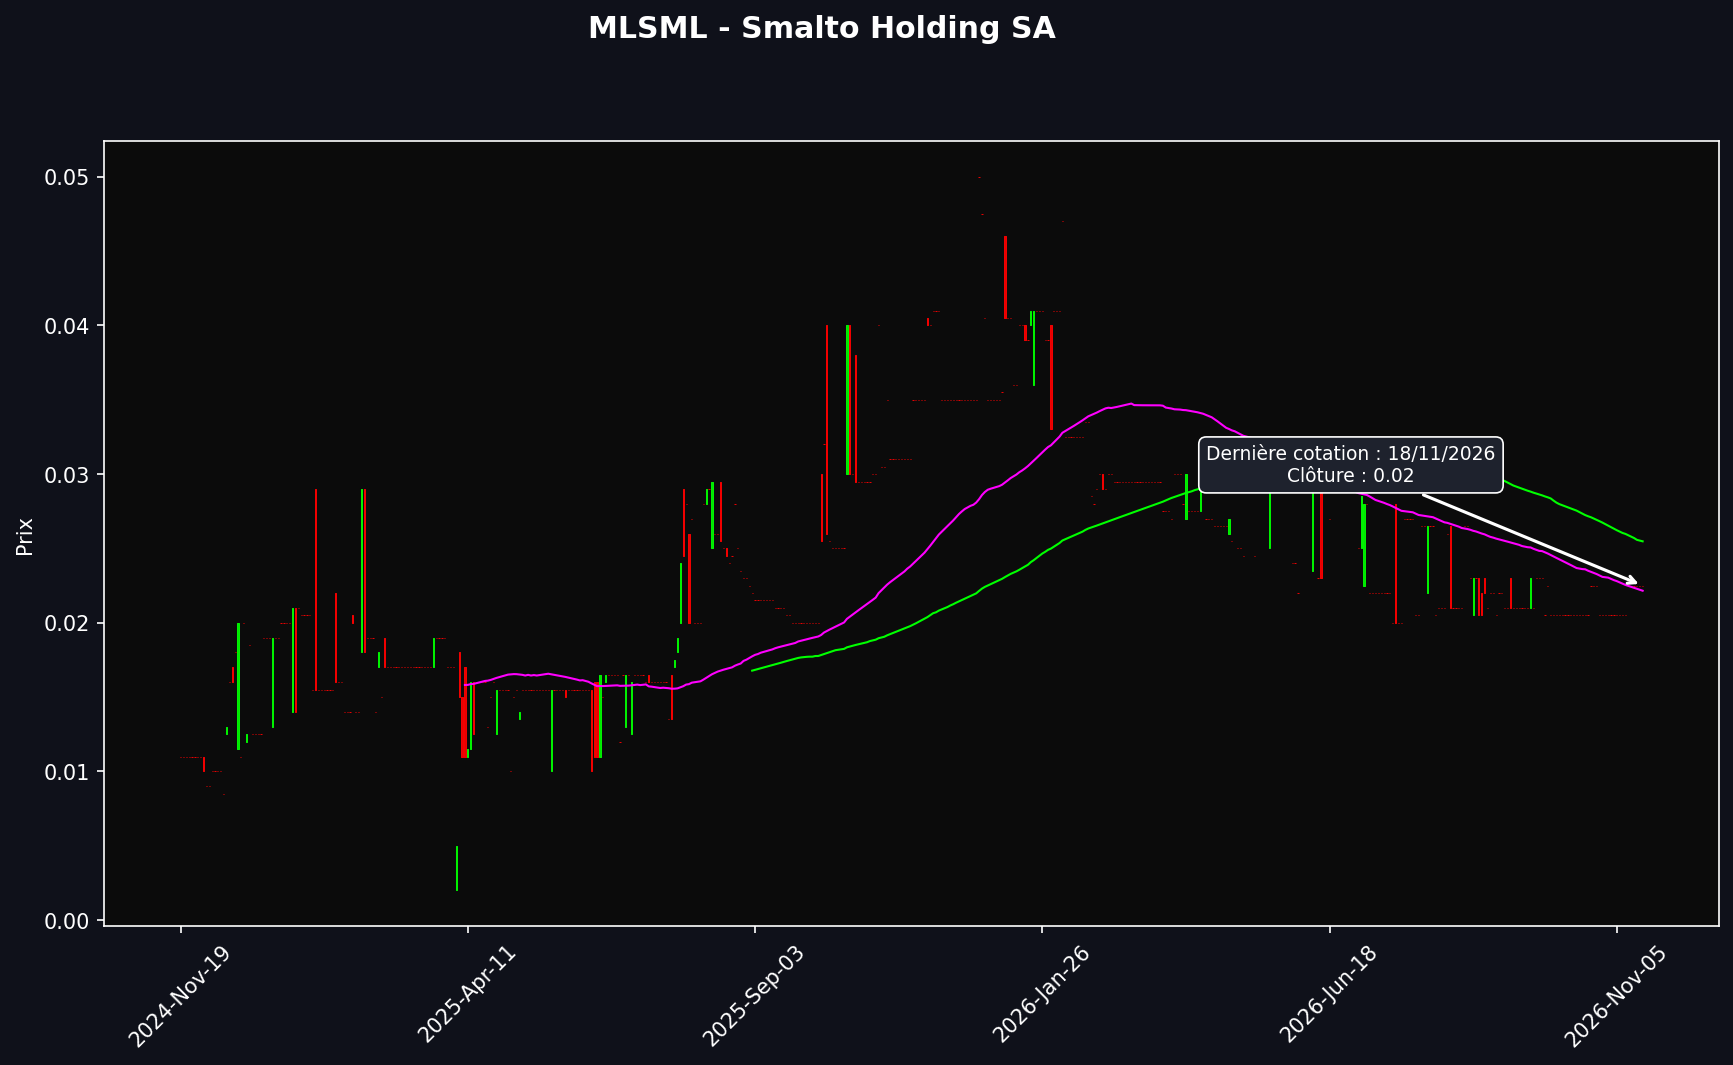 MLSML - Smalto Holding SA
Prix
0.05
0.04
0.03
0.02
0.01
0.00
Dernière cotation : 18/11/2026
Clôture : 0.02
2024-Nov-19
2025-Apr-11
2025-Sep-03
2026-Jan-26
2026-Jun-18
2026-Nov-05